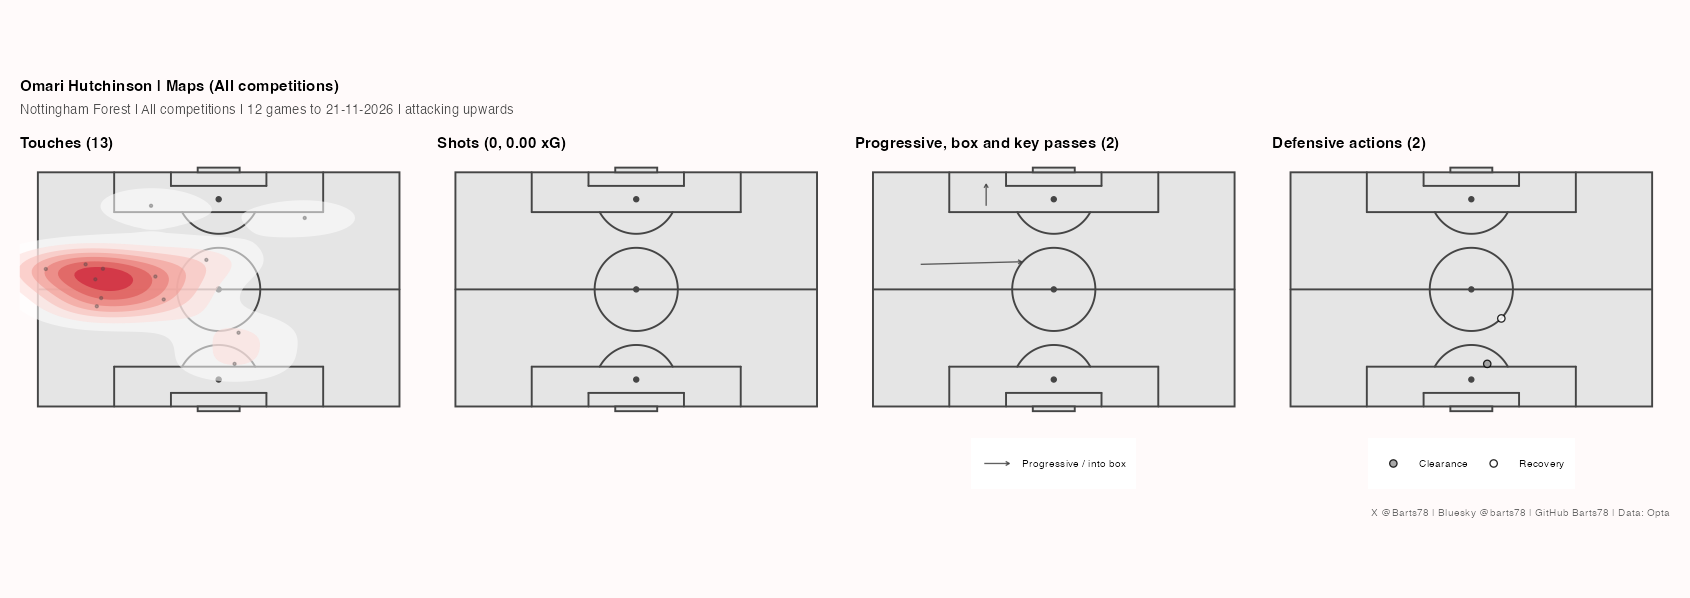 Omari Hutchinson | Maps (All competitions)
Nottingham Forest | All competitions | 12 games to 21-11-2026 | attacking upwards
Touches (13)
Shots (0, 0.00 xG)
Progressive, box and key passes (2)
Defensive actions (2)
Progressive / into box
Clearance
Recovery
X @Barts78 | Bluesky @barts78 | GitHub Barts78 | Data: Opta